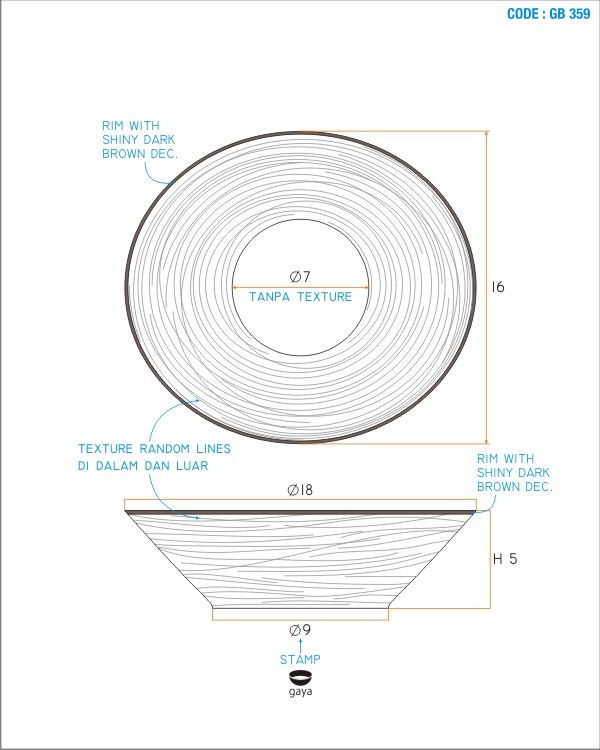 CODE : GB 359
RIM WITH
SHINY DARK
BROWN DEC.
Ø7
TANPA TEXTURE
16
TEXTURE RANDOM LINES
DI DALAM DAN LUAR
RIM WITH
SHINY DARK
BROWN DEC.
Ø18
H 5
Ø9
STAMP
gaya